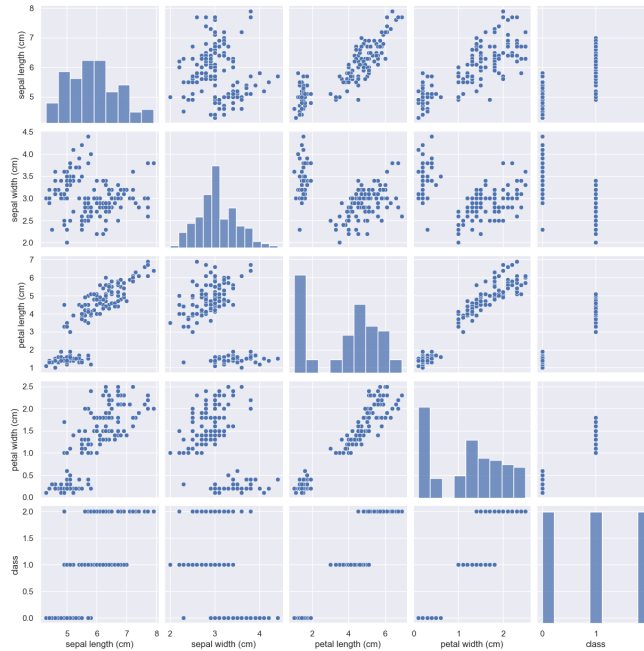 8
7
6
5
sepal length (cm)
4.5
4.0
3.5
3.0
2.5
2.0
sepal width (cm)
7
6
5
4
3
2
1
petal length (cm)
2.5
2.0
1.5
1.0
0.5
0.0
petal width (cm)
2.0
1.5
1.0
0.5
0.0
class
5 6 7 8
sepal length (cm)
2 3 4
sepal width (cm)
2 4 6
petal length (cm)
0 1 2
petal width (cm)
0 1
class